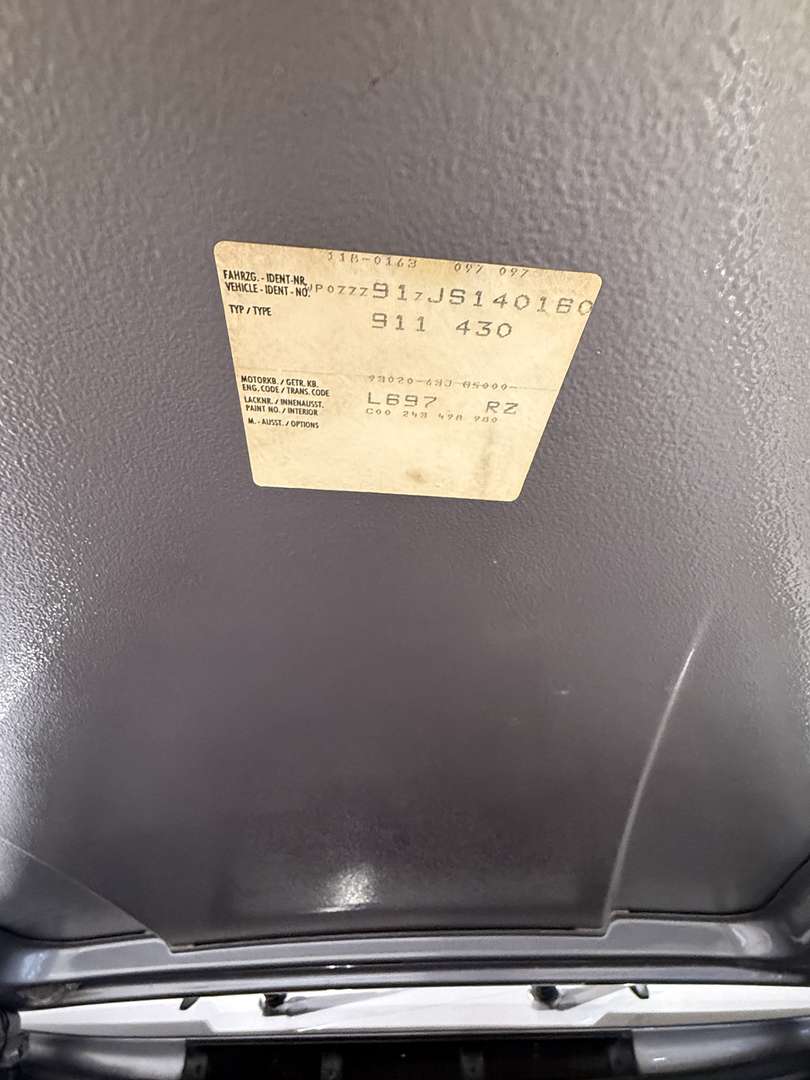 118-0163 097 097
FAHRZG. - IDENT-NR.
VEHICLE - IDENT - NO. WP0ZZZ91ZJS140160
TYP / TYPE 911 430
MOTORKB. / GETR. KB.
ENG. CODE / TRANS. CODE
LACKNR. / INNENAUSST. L697 RZ
PAINT NO. / INTERIOR C00
M. - AUSST. / OPTIONS